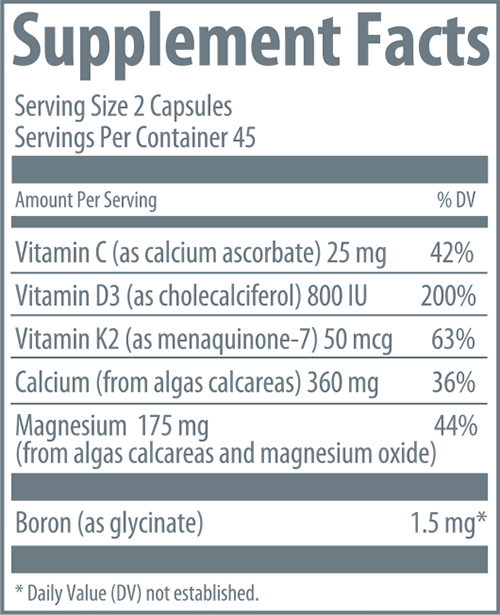 Supplement Facts
Serving Size 2 Capsules
Servings Per Container 45
Amount Per Serving % DV
Vitamin C (as calcium ascorbate) 25 mg 42%
Vitamin D3 (as cholecalciferol) 800 IU 200%
Vitamin K2 (as menaquinone-7) 50 mcg 63%
Calcium (from algas calcareas) 360 mg 36%
Magnesium 175 mg 44%
(from algas calcareas and magnesium oxide)
Boron (as glycinate) 1.5 mg*
* Daily Value (DV) not established.